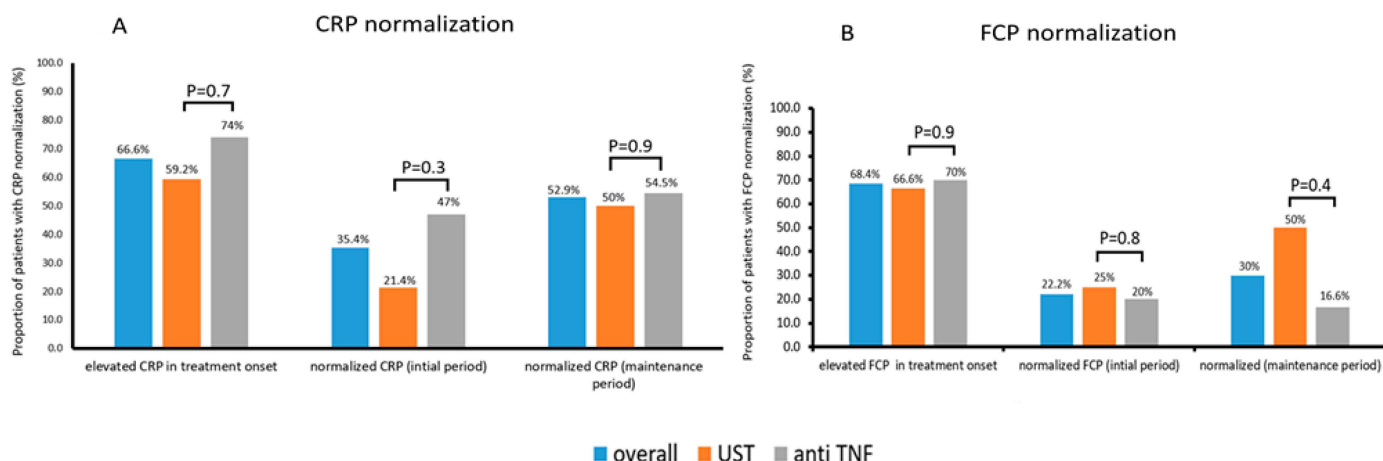 A
CRP normalization
Proportion of patients with CRP normalization (%)
100.0
90.0
80.0
70.0
60.0
50.0
40.0
30.0
20.0
10.0
0.0
P=0.7
74%
66.6%
59.2%
P=0.3
47%
35.4%
21.4%
P=0.9
52.9%
50%
54.5%
elevated CRP in treatment onset
normalized CRP (intial period)
normalized CRP (maintenance
period)
B
FCP normalization
Proportion of patients with FCP normalization (%)
100.0
90.0
80.0
70.0
60.0
50.0
40.0
30.0
20.0
10.0
0.0
P=0.9
68.4%
66.6%
70%
P=0.8
22.2%
25%
20%
P=0.4
50%
30%
16.6%
elevated FCP in treatment onset
normalized FCP (intial period)
normalized (maintenance period)
overall
UST
anti TNF